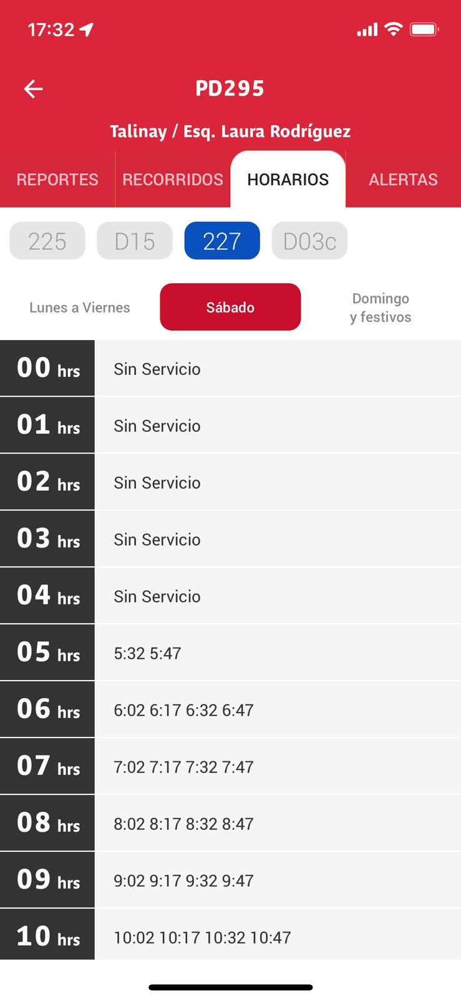 17:32
PD295
Talinay / Esq. Laura Rodríguez
REPORTES RECORRIDOS HORARIOS ALERTAS
225 D15 227 D03c
Lunes a Viernes Sábado Domingo y festivos
00 hrs Sin Servicio
01 hrs Sin Servicio
02 hrs Sin Servicio
03 hrs Sin Servicio
04 hrs Sin Servicio
05 hrs 5:32 5:47
06 hrs 6:02 6:17 6:32 6:47
07 hrs 7:02 7:17 7:32 7:47
08 hrs 8:02 8:17 8:32 8:47
09 hrs 9:02 9:17 9:32 9:47
10 hrs 10:02 10:17 10:32 10:47